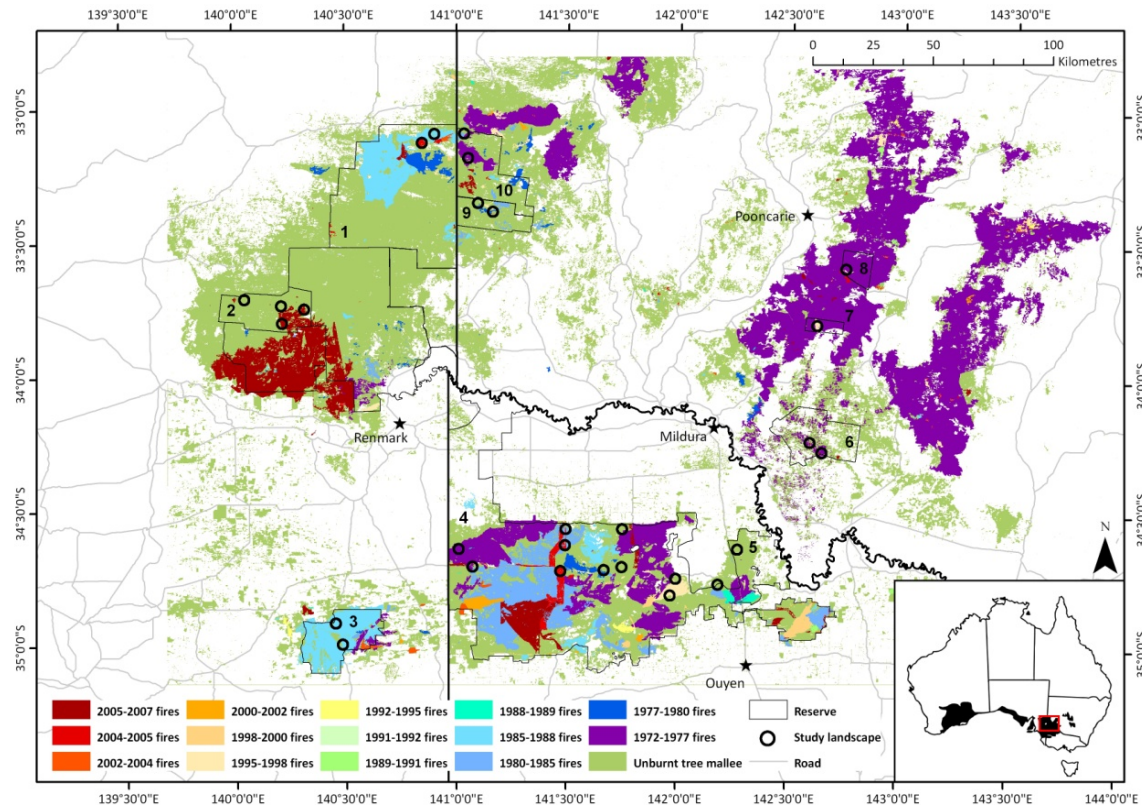 139°30'0"E 140°0'0"E 140°30'0"E 141°0'0"E 141°30'0"E 142°0'0"E 142°30'0"E 143°0'0"E 143°30'0"E
0 25 50 100
Kilometres
33°0'0"S 33°0'0"S
10
9
Pooncarie
1
33°30'0"S 33°30'0"S
8
2
7
34°0'0"S 34°0'0"S
Renmark
Mildura
6
4
34°30'0"S 34°30'0"S
N
5
3
35°0'0"S 35°0'0"S
Ouyen
2005-2007 fires 2000-2002 fires 1992-1995 fires 1988-1989 fires 1977-1980 fires Reserve
2004-2005 fires 1998-2000 fires 1991-1992 fires 1985-1988 fires 1972-1977 fires Study landscape
2002-2004 fires 1995-1998 fires 1989-1991 fires 1980-1985 fires Unburnt tree mallee Road
139°30'0"E 140°0'0"E 140°30'0"E 141°0'0"E 141°30'0"E 142°0'0"E 142°30'0"E 143°0'0"E 143°30'0"E 144°0'0"E